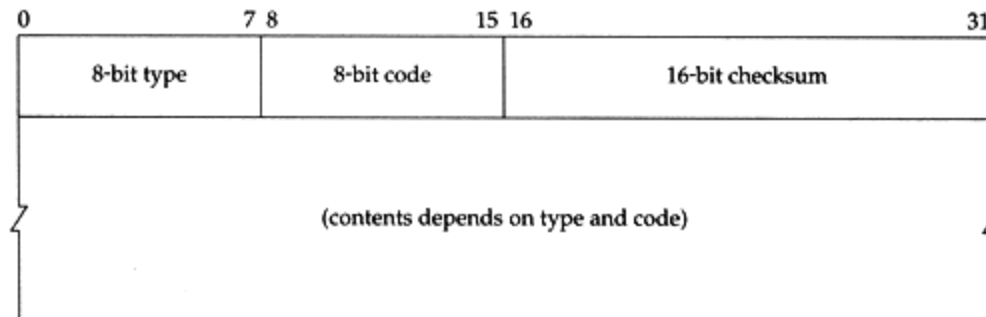 0 7 8 15 16 31
8-bit type 8-bit code 16-bit checksum
(contents depends on type and code)